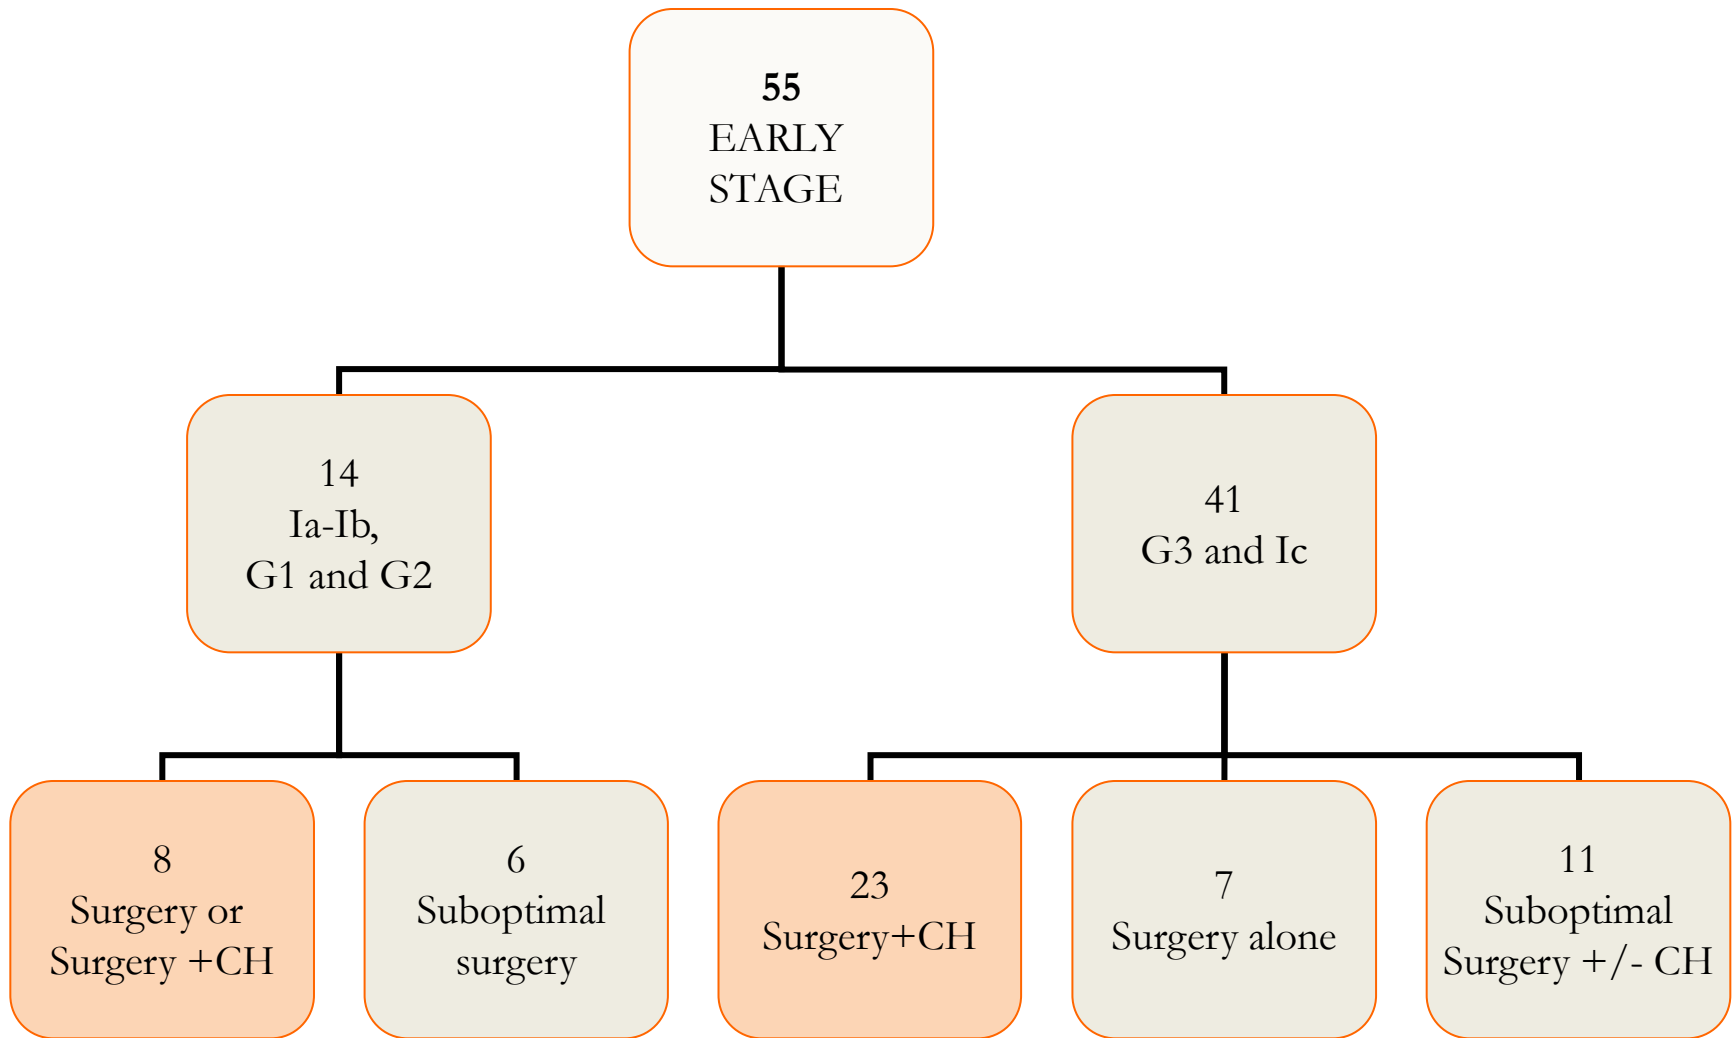 55
EARLY
STAGE
14
Ia-Ib,
G1 and G2
41
G3 and Ic
8
Surgery or
Surgery +CH
6
Suboptimal
surgery
23
Surgery+CH
7
Surgery alone
11
Suboptimal
Surgery +/- CH